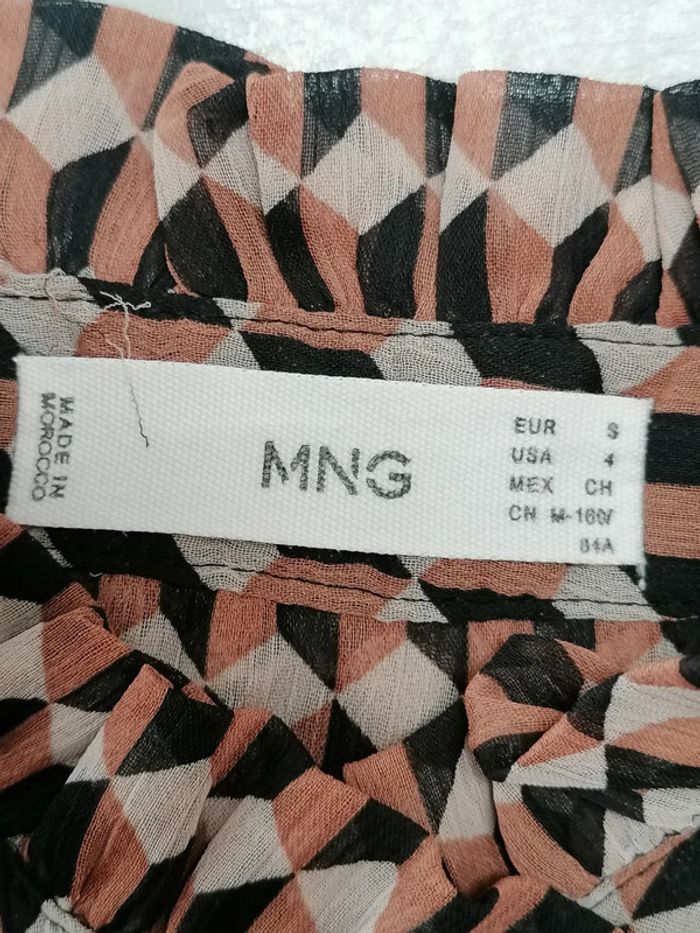 MADE IN
MOROCCO
MNG
EUR S
USA 4
MEX CH
CN M-160/
84A